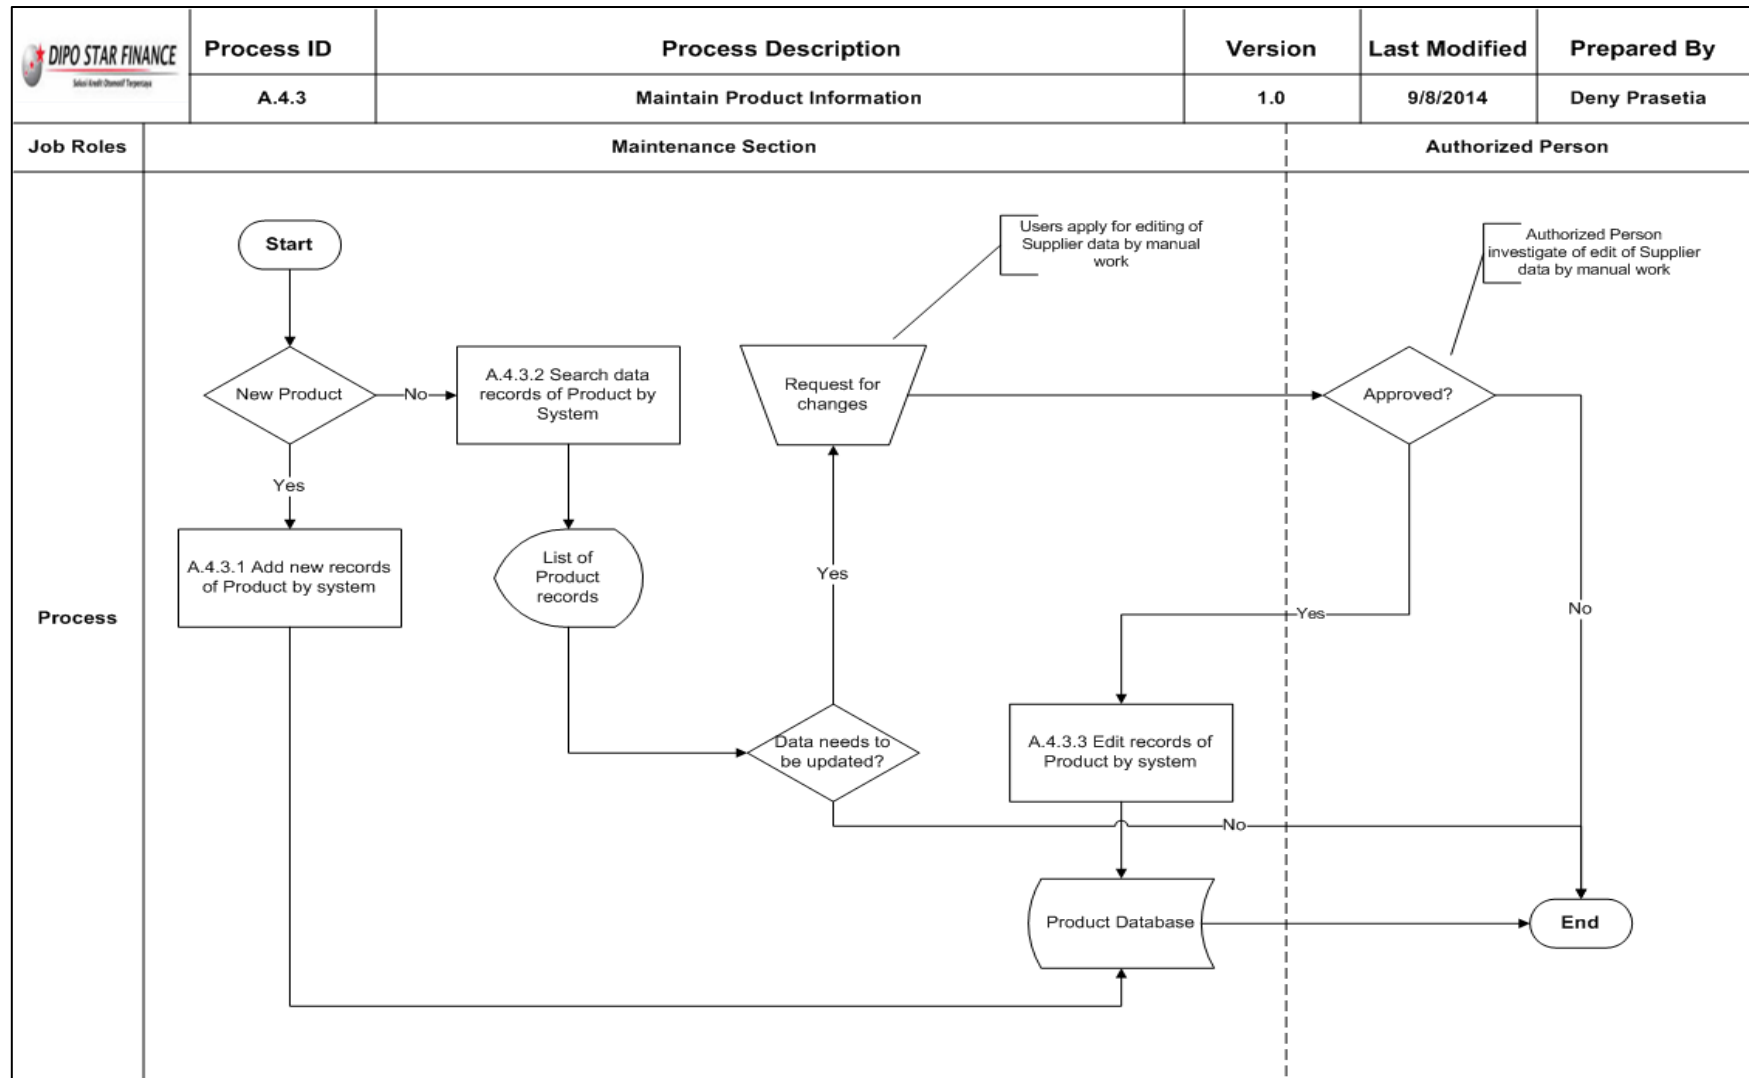 DIPO STAR FINANCE
Solusi Kredit Otomotif Terpercaya
Process ID
Process Description
Version
Last Modified
Prepared By
A.4.3
Maintain Product Information
1.0
9/8/2014
Deny Prasetia
Job Roles
Maintenance Section
Authorized Person
Process
Start
Users apply for editing of
Supplier data by manual
work
Authorized Person
investigate of edit of Supplier
data by manual work
New Product
No
A.4.3.2 Search data
records of Product by
System
Request for
changes
Approved?
Yes
A.4.3.1 Add new records
of Product by system
List of
Product
records
Yes
Yes
No
Data needs to
be updated?
A.4.3.3 Edit records of
Product by system
No
Product Database
End